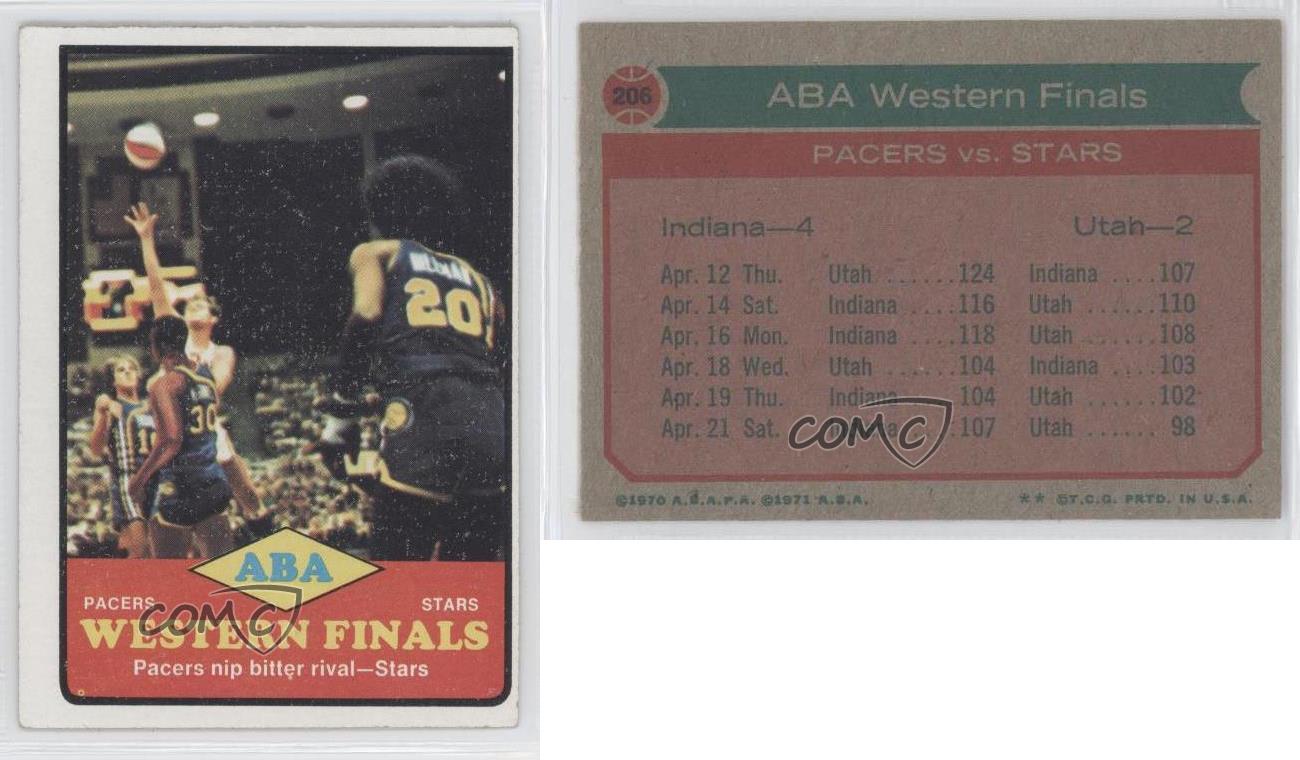 HILLMAN
20
30
ABA
PACERS STARS
WESTERN FINALS
Pacers nip bitter rival—Stars
COMC
206 ABA Western Finals
PACERS vs. STARS
Indiana—4 Utah—2
Apr. 12 Thu. Utah ......124 Indiana ....107
Apr. 14 Sat. Indiana ....116 Utah ......110
Apr. 16 Mon. Indiana ....118 Utah ......108
Apr. 18 Wed. Utah ......104 Indiana ....103
Apr. 19 Thu. Indiana ....104 Utah ......102
Apr. 21 Sat. .107 Utah ...... 98
COMC
©1970 A.B.A.P.A. ©1971 A.B.A. ** ©T.C.G. PRTD. IN U.S.A.